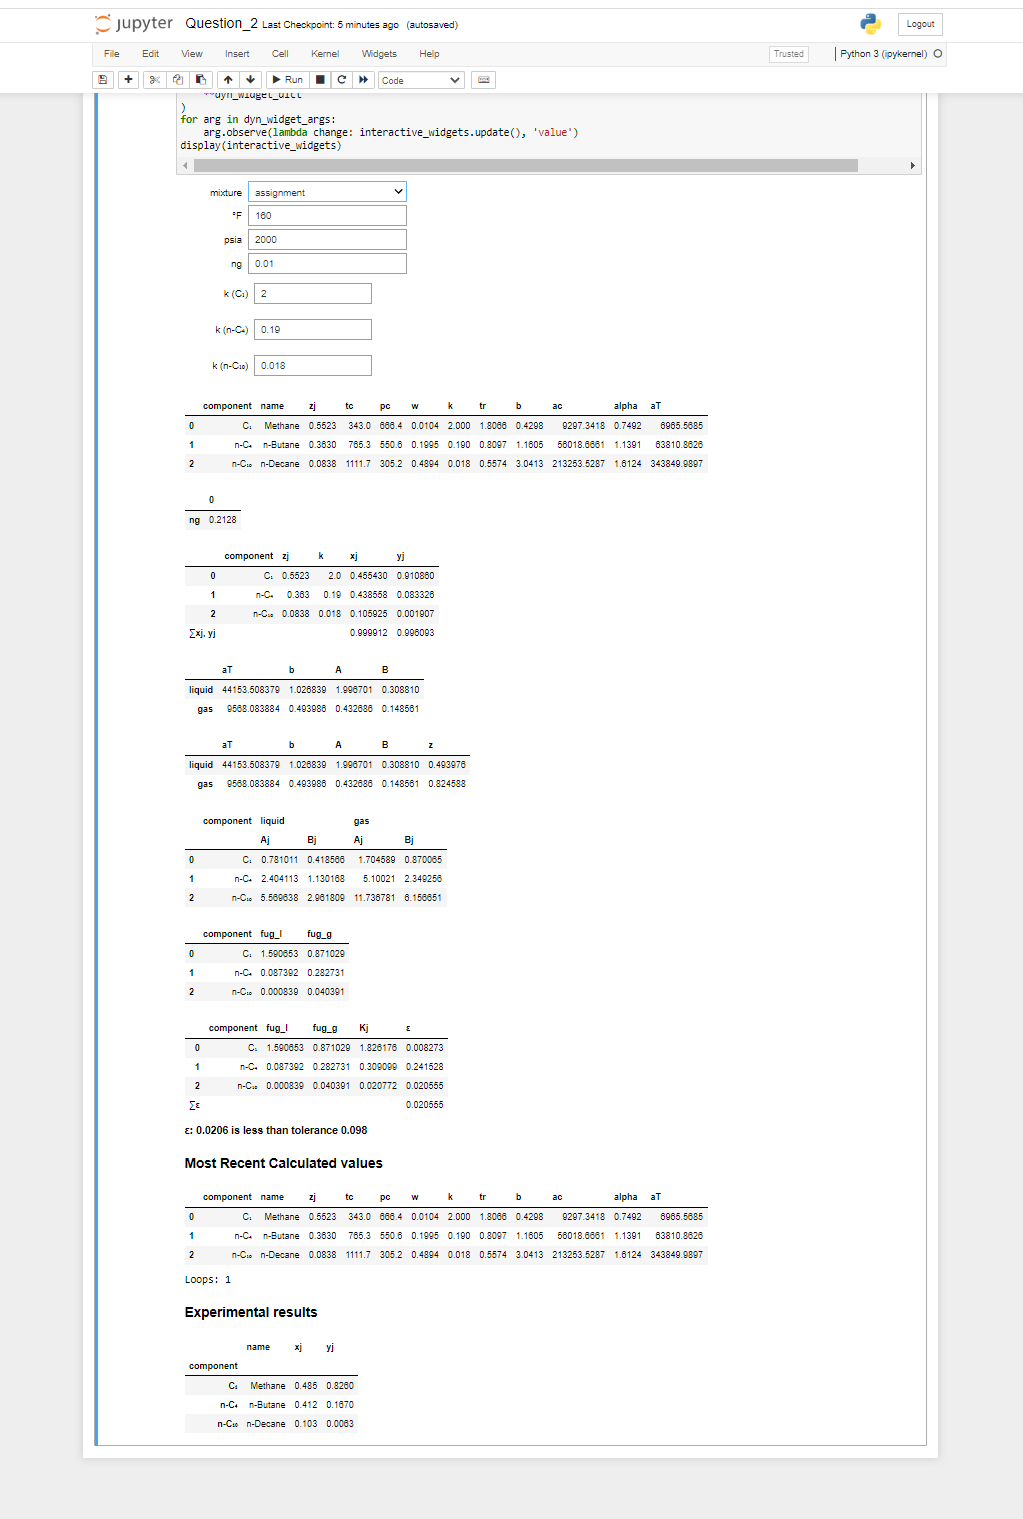 jupyter Question_2 Last Checkpoint: 5 minutes ago (autosaved)
Logout
File Edit View Insert Cell Kernel Widgets Help
Trusted
Python 3 (ipykernel)
Run
Code
**dyn_widget_dict
)
for arg in dyn_widget_args:
arg.observe(lambda change: interactive_widgets.update(), 'value')
display(interactive_widgets)
mixture assignment
°F 160
psia 2000
ng 0.01
k (C₁) 2
k (n-C₄) 0.19
k (n-C₁₀) 0.018
component name zj tc pc w k tr b ac alpha aT
0 C₁ Methane 0.5523 343.0 666.4 0.0104 2.000 1.8066 0.4298 9297.3418 0.7492 6965.5685
1 n-C₄ n-Butane 0.3630 765.3 550.6 0.1995 0.190 0.8097 1.1605 56018.6661 1.1391 63810.8626
2 n-C₁₀ n-Decane 0.0838 1111.7 305.2 0.4894 0.018 0.5574 3.0413 213253.5287 1.6124 343849.9897
0
ng 0.2128
component zj k xj yj
0 C₁ 0.5523 2.0 0.455430 0.910860
1 n-C₄ 0.363 0.19 0.438558 0.083326
2 n-C₁₀ 0.0838 0.018 0.105925 0.001907
∑xj, yj 0.999912 0.996093
aT b A B
liquid 44153.508379 1.026839 1.996701 0.308810
gas 9568.083884 0.493986 0.432686 0.148561
aT b A B z
liquid 44153.508379 1.026839 1.996701 0.308810 0.493976
gas 9568.083884 0.493986 0.432686 0.148561 0.824588
component liquid gas
Aj Bj Aj Bj
0 C₁ 0.781011 0.418566 1.704589 0.870065
1 n-C₄ 2.404113 1.130168 5.10021 2.349256
2 n-C₁₀ 5.569638 2.961809 11.736781 6.156651
component fug_l fug_g
0 C₁ 1.590653 0.871029
1 n-C₄ 0.087392 0.282731
2 n-C₁₀ 0.000839 0.040391
component fug_l fug_g Kj ε
0 C₁ 1.590653 0.871029 1.826176 0.008273
1 n-C₄ 0.087392 0.282731 0.309099 0.241528
2 n-C₁₀ 0.000839 0.040391 0.020772 0.020555
∑ε 0.020555
ε: 0.0206 is less than tolerance 0.098
Most Recent Calculated values
component name zj tc pc w k tr b ac alpha aT
0 C₁ Methane 0.5523 343.0 666.4 0.0104 2.000 1.8066 0.4298 9297.3418 0.7492 6965.5685
1 n-C₄ n-Butane 0.3630 765.3 550.6 0.1995 0.190 0.8097 1.1605 56018.6661 1.1391 63810.8626
2 n-C₁₀ n-Decane 0.0838 1111.7 305.2 0.4894 0.018 0.5574 3.0413 213253.5287 1.6124 343849.9897
Loops: 1
Experimental results
name xj yj
component
C₁ Methane 0.485 0.8260
n-C₄ n-Butane 0.412 0.1670
n-C₁₀ n-Decane 0.103 0.0063